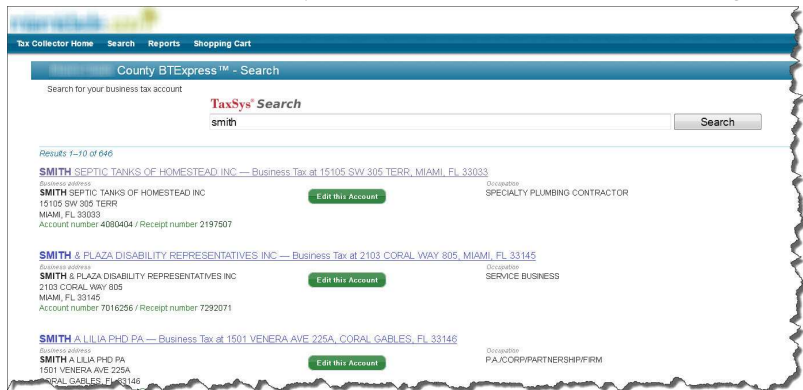 Tax Collector Home Search Reports Shopping Cart
County BTExpress™ - Search
Search for your business tax account
TaxSys® Search
smith
Search
Results 1–10 of 646
SMITH SEPTIC TANKS OF HOMESTEAD INC — Business Tax at 15105 SW 305 TERR, MIAMI, FL 33033
Business address
Occupation
SMITH SEPTIC TANKS OF HOMESTEAD INC
Edit this Account
SPECIALTY PLUMBING CONTRACTOR
15105 SW 305 TERR
MIAMI, FL 33033
Account number 4080404 / Receipt number 2197507
SMITH & PLAZA DISABILITY REPRESENTATIVES INC — Business Tax at 2103 CORAL WAY 805, MIAMI, FL 33145
Business address
Occupation
SMITH & PLAZA DISABILITY REPRESENTATIVES INC
Edit this Account
SERVICE BUSINESS
2103 CORAL WAY 805
MIAMI, FL 33145
Account number 7016256 / Receipt number 7292071
SMITH A LILIA PHD PA — Business Tax at 1501 VENERA AVE 225A, CORAL GABLES, FL 33146
Business address
Occupation
SMITH A LILIA PHD PA
Edit this Account
P.A./CORP/PARTNERSHIP/FIRM
1501 VENERA AVE 225A
CORAL GABLES, FL 33146